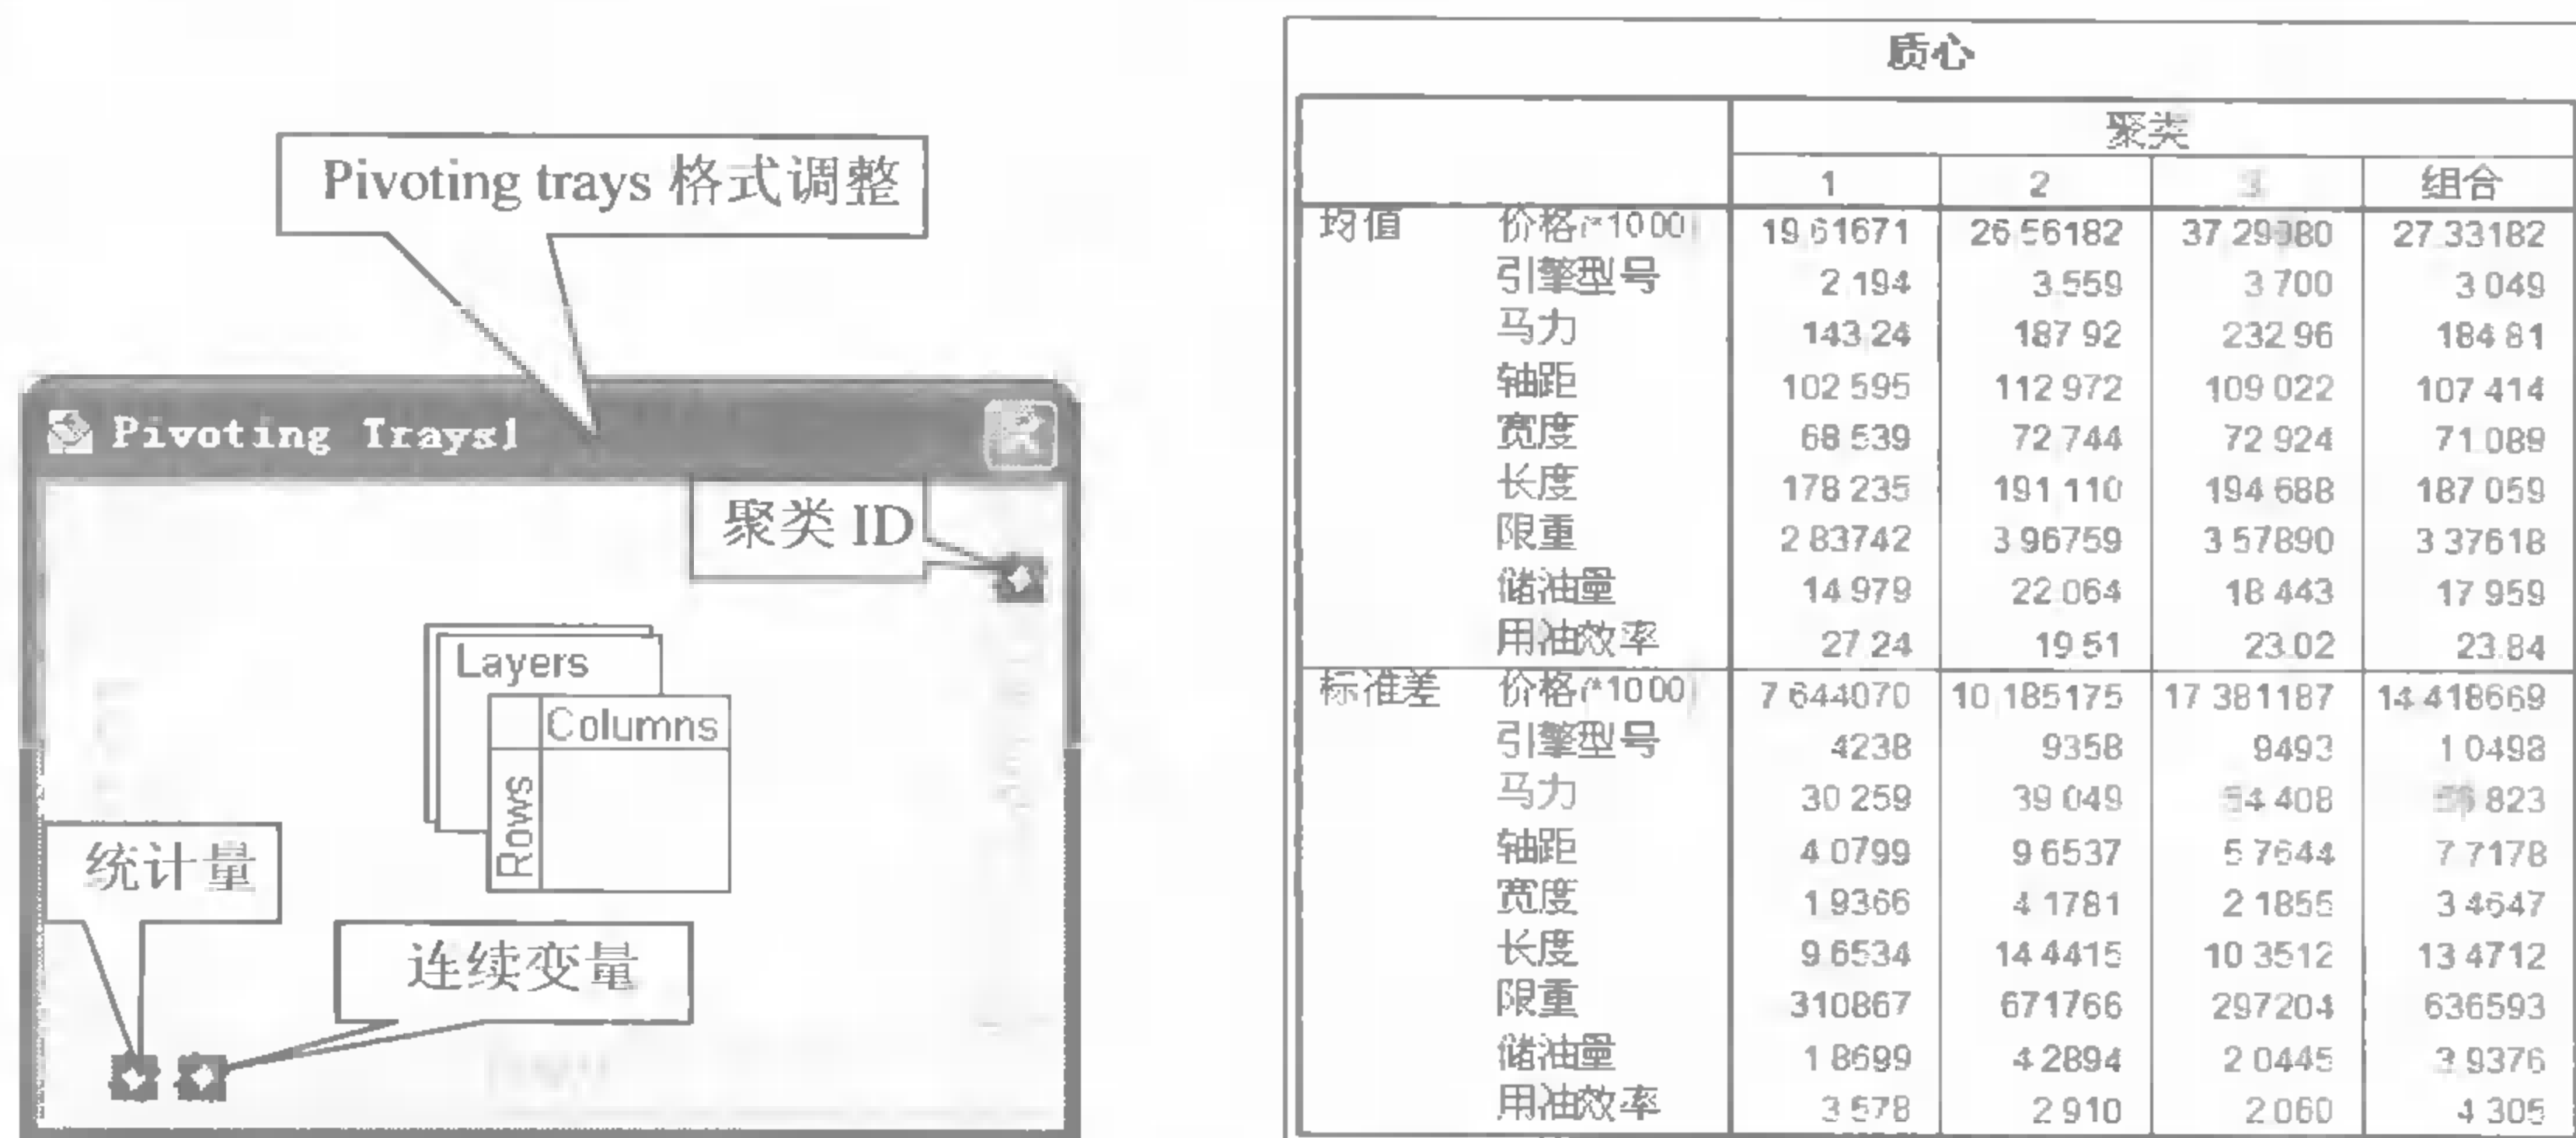 Pivoting trays 格式调整
Pivoting Trays1
聚类 ID
Layers
Columns
Rows
统计量
连续变量
质心
聚类
1 2 组合
均值 价格(*1000) 19 61671 26 56182 27 33182
引擎型号 2 194 3.559 3 700 3 049
马力 143 24 187 92 232 96 184 81
轴距 102 595 112 972 109 022 107 414
宽度 68 539 72 744 72 924 71 089
长度 178 235 191 110 194 688 187 059
限重 2 83742 3 96759 3 57890 3 37618
储油量 14 979 22 064 18 443 17 959
用油效率 27 24 19 51 23.02 23.84
标准差 价格(*1000) 7 644070 10 185175 17 381187 14 418669
引擎型号 4238 9358 9493 1 0498
马力 30 259 39 049 823
轴距 4 0799 9 6537 5 7644 7 7178
宽度 1 9366 4 1781 2 1855 3 4647
长度 9 6534 14 4415 10 3512 13 4712
限重 310867 671766 297204 636593
储油量 1 8699 4 2894 2 0445 3 9376
用油效率 3 578 2 910 2 060 4 305